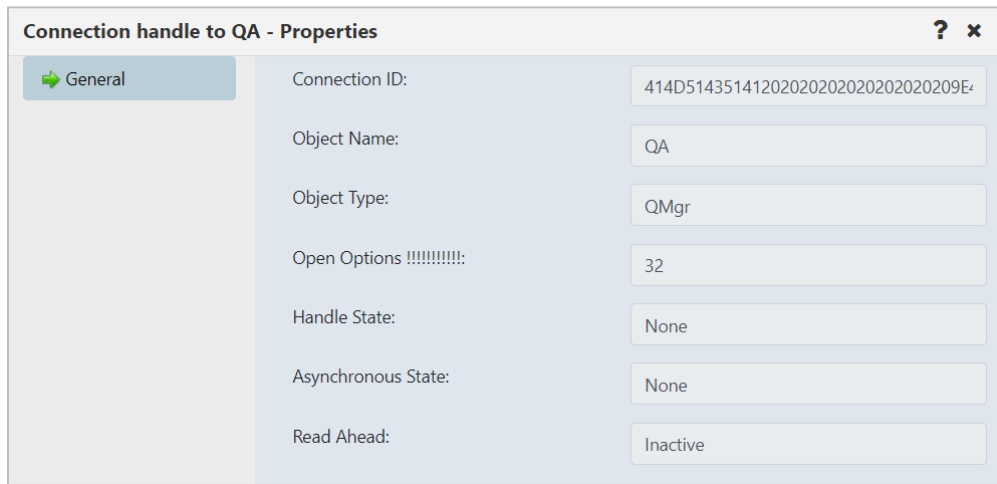 Connection handle to QA - Properties
? ×
General
Connection ID: 414D51435141202020202020202020209E4
Object Name: QA
Object Type: QMgr
Open Options !!!!!!!!!!!: 32
Handle State: None
Asynchronous State: None
Read Ahead: Inactive